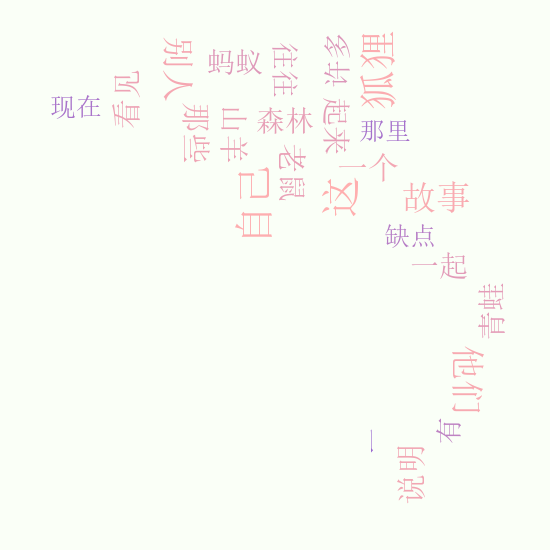 别人
蚂蚁
往往
多许
狐狸
现在
看见
那些
山羊
森林
起来
那里
老鼠
一个
自己
这
故事
缺点
一起
青蛙
他们
有
一
说明